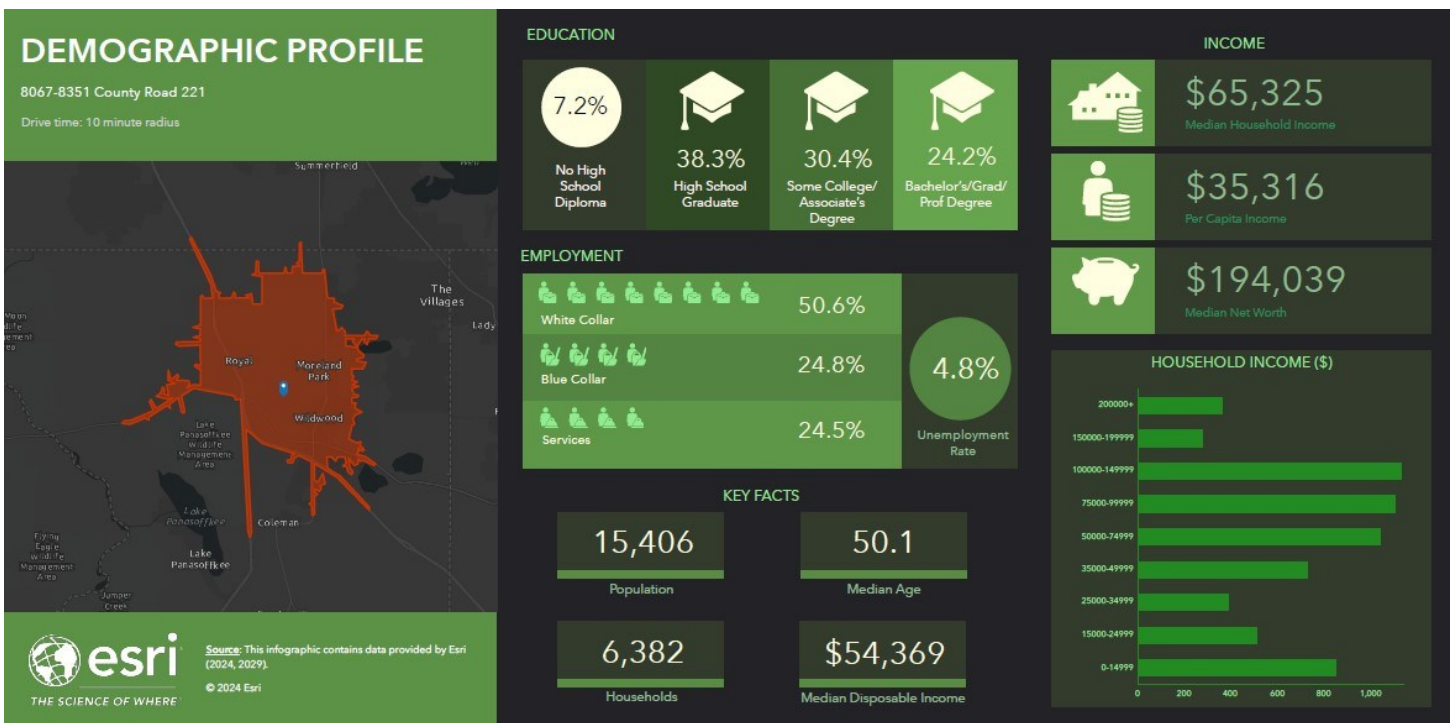 DEMOGRAPHIC PROFILE
8067-8351 County Road 221
Drive time: 10 minute radius
Summerfield
The
Villages
Lady
Royal
Moreland
Park
Wildwood
Lake
Panasoffkee
Wildlife
Management
Area
Lake
Panasoffkee
Coleman
Lake
Panasoffkee
Flying
Eagle
Wildlife
Management
Area
Jumper
Creek
esri
THE SCIENCE OF WHERE
Source: This infographic contains data provided by Esri
(2024, 2029).
© 2024 Esri
EDUCATION
7.2%
No High
School
Diploma
38.3%
High School
Graduate
30.4%
Some College/
Associate's
Degree
24.2%
Bachelor's/Grad/
Prof Degree
EMPLOYMENT
White Collar
50.6%
Blue Collar
24.8%
Services
24.5%
4.8%
Unemployment
Rate
KEY FACTS
15,406
Population
50.1
Median Age
6,382
Households
$54,369
Median Disposable Income
INCOME
$65,325
Median Household Income
$35,316
Per Capita Income
$194,039
Median Net Worth
HOUSEHOLD INCOME ($)
200000+
150000-199999
100000-149999
75000-99999
50000-74999
35000-49999
25000-34999
15000-24999
0-14999
0 200 400 600 800 1,000